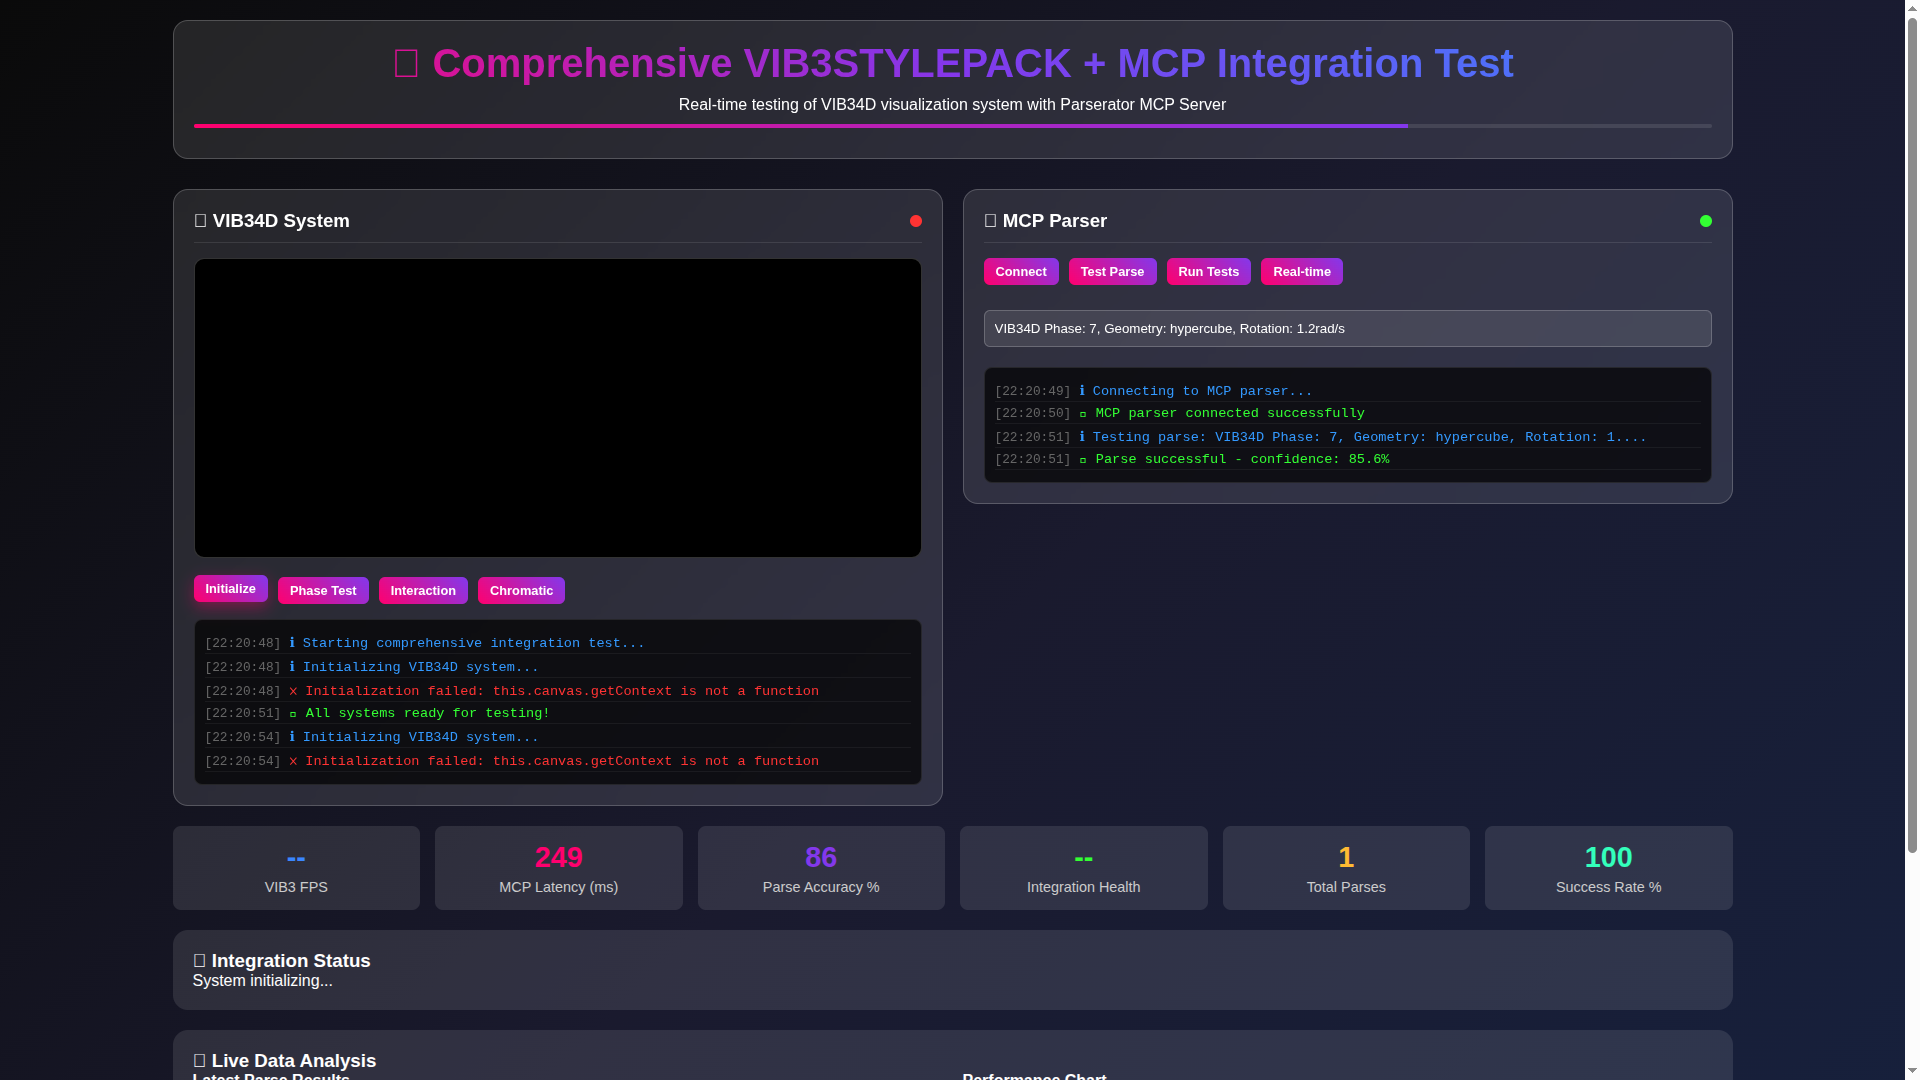 Comprehensive VIB3STYLEPACK + MCP Integration Test
Real-time testing of VIB34D visualization system with Parserator MCP Server
VIB34D System
Initialize
Phase Test
Interaction
Chromatic
[22:20:48] ℹ Starting comprehensive integration test...
[22:20:48] ℹ Initializing VIB34D system...
[22:20:48] ✗ Initialization failed: this.canvas.getContext is not a function
[22:20:51] All systems ready for testing!
[22:20:54] ℹ Initializing VIB34D system...
[22:20:54] ✗ Initialization failed: this.canvas.getContext is not a function
MCP Parser
Connect
Test Parse
Run Tests
Real-time
VIB34D Phase: 7, Geometry: hypercube, Rotation: 1.2rad/s
[22:20:49] ℹ Connecting to MCP parser...
[22:20:50] MCP parser connected successfully
[22:20:51] ℹ Testing parse: VIB34D Phase: 7, Geometry: hypercube, Rotation: 1....
[22:20:51] Parse successful - confidence: 85.6%
--
VIB3 FPS
249
MCP Latency (ms)
86
Parse Accuracy %
--
Integration Health
1
Total Parses
100
Success Rate %
Integration Status
System initializing...
Live Data Analysis
Latest Parse Results
Performance Chart